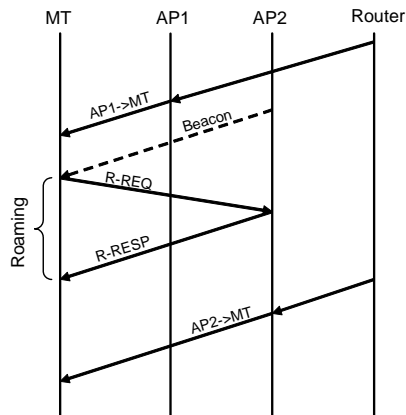 MT AP1 AP2 Router
AP1->MT
Beacon
R-REQ
Roaming
R-RESP
AP2->MT